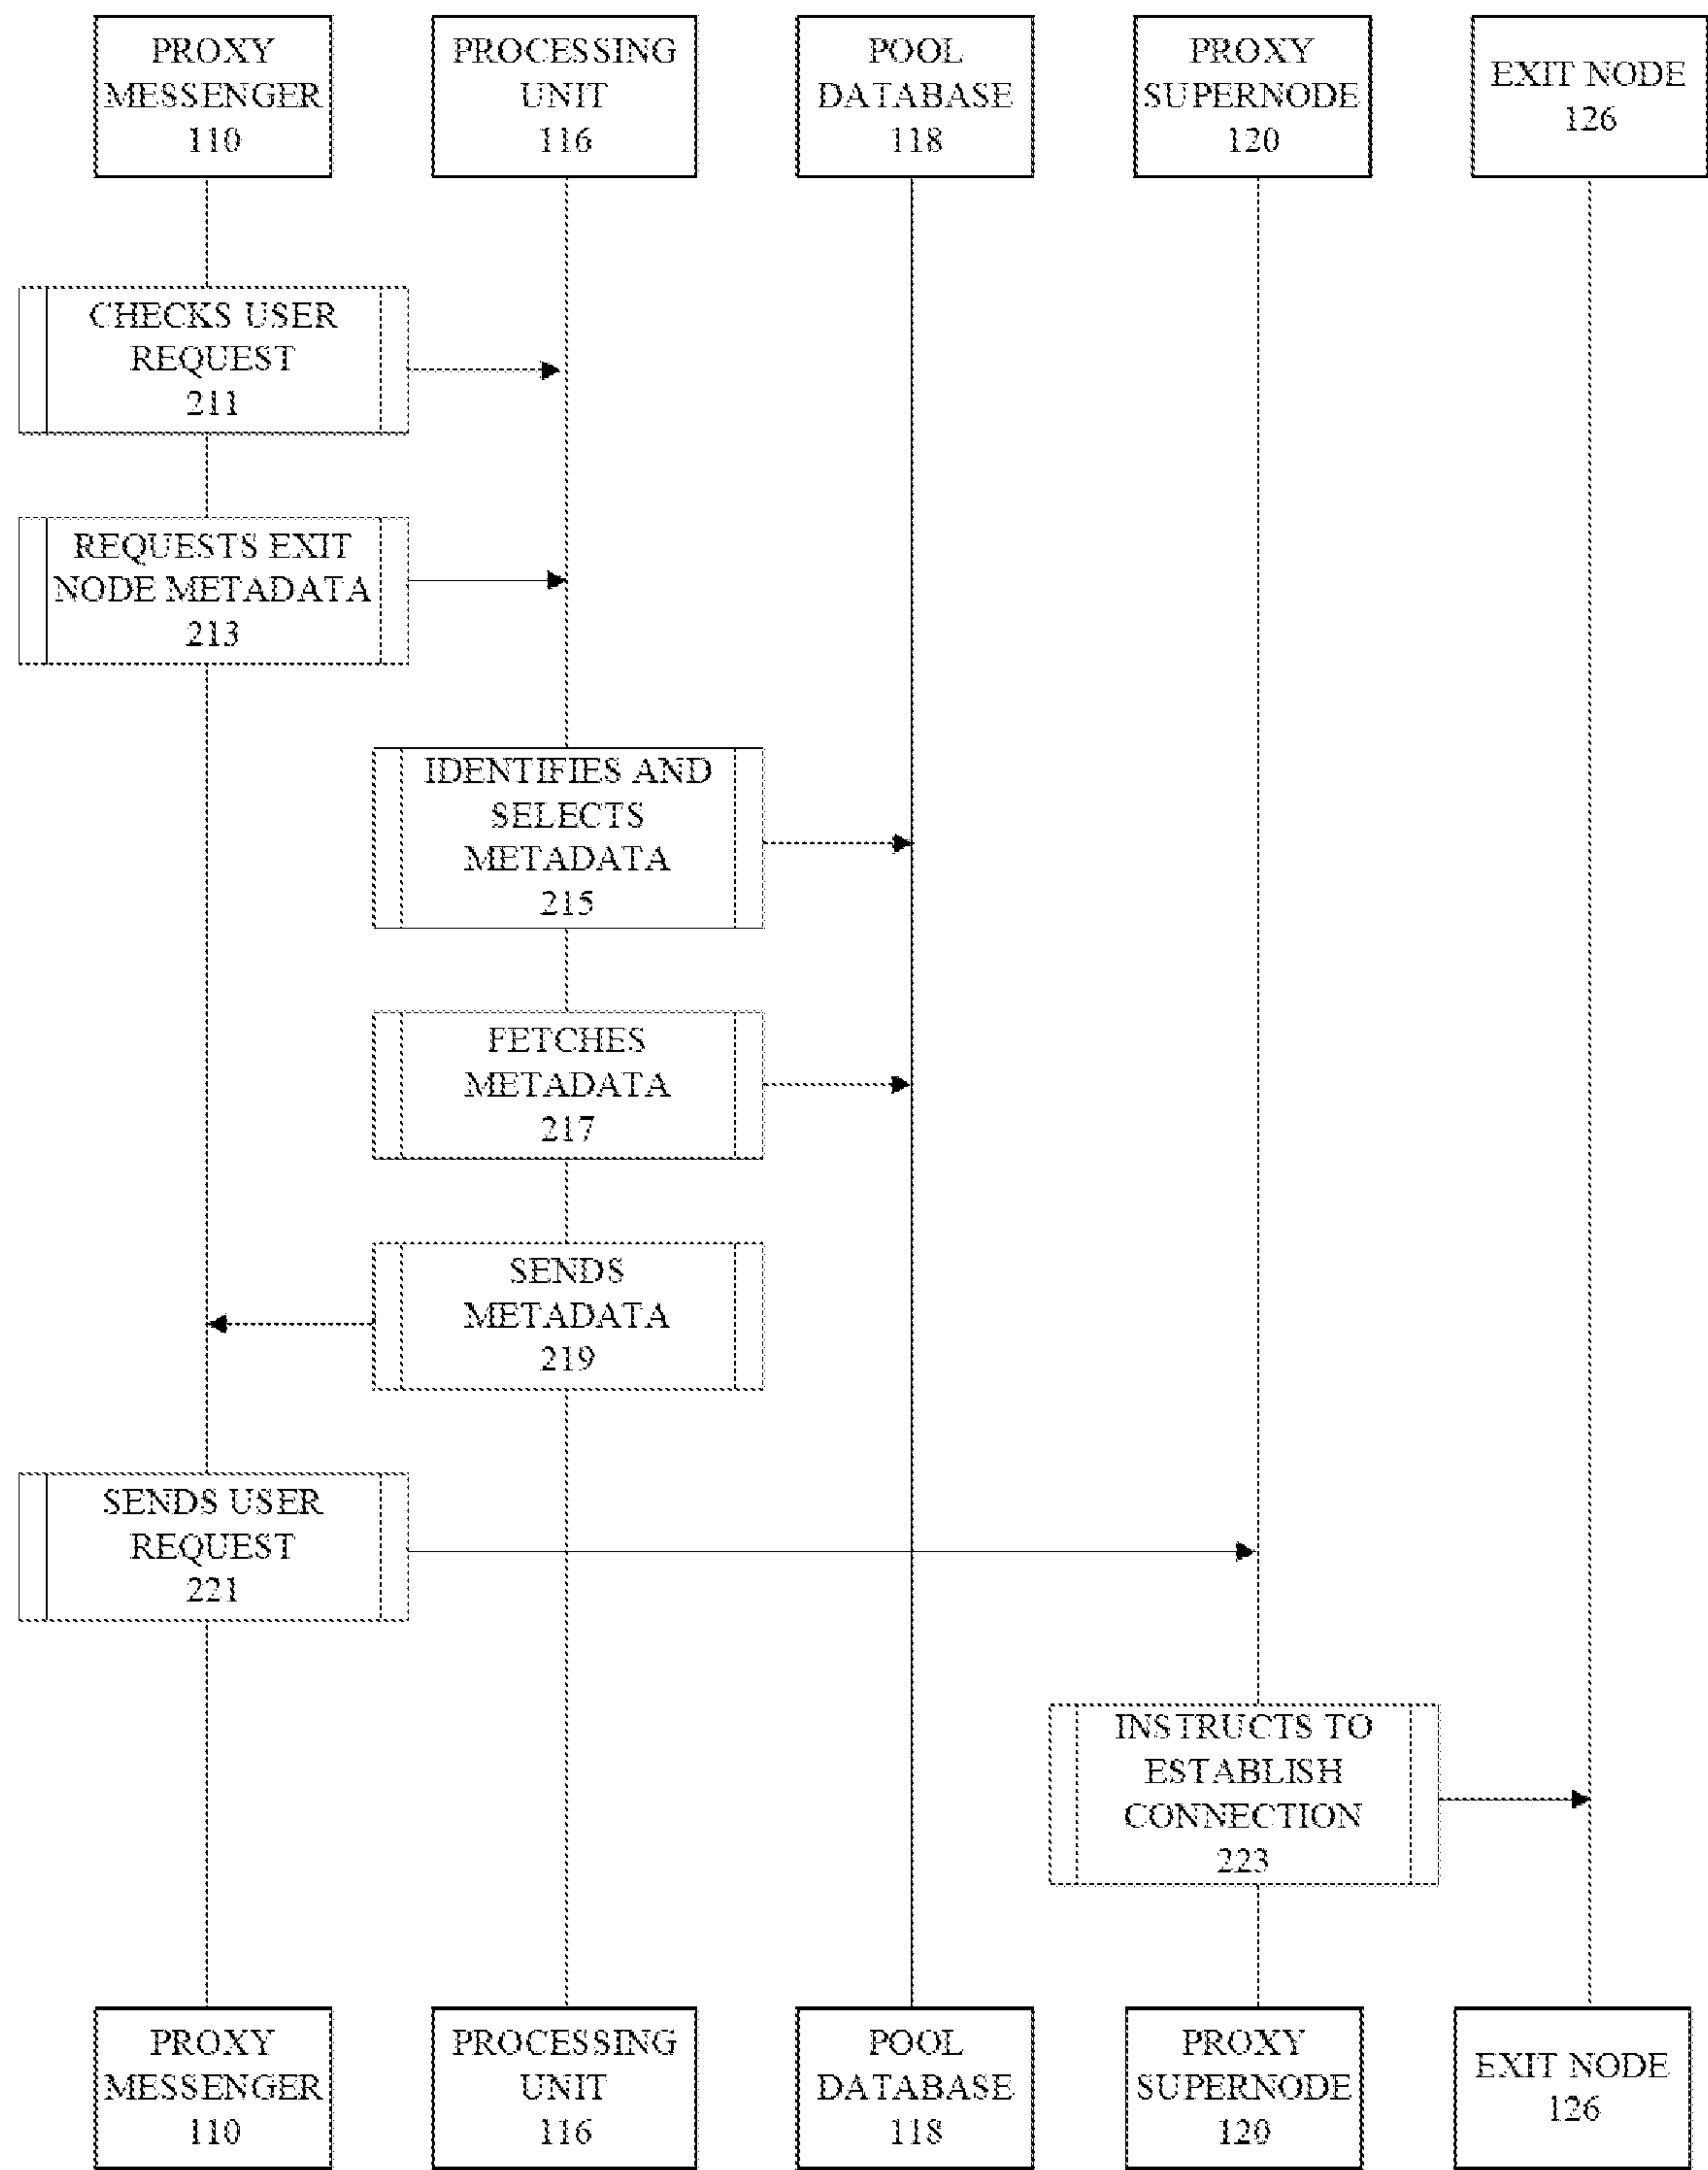 PROXY
MESSENGER
110
PROCESSING
UNIT
116
POOL
DATABASE
118
PROXY
SUPERNODE
120
EXIT NODE
126
CHECKS USER
REQUEST
211
REQUESTS EXIT
NODE METADATA
213
IDENTIFIES AND
SELECTS
METADATA
215
FETCHES
METADATA
217
SENDS
METADATA
219
SENDS USER
REQUEST
221
INSTRUCTS TO
ESTABLISH
CONNECTION
223
PROXY
MESSENGER
110
PROCESSING
UNIT
116
POOL
DATABASE
118
PROXY
SUPERNODE
120
EXIT NODE
126